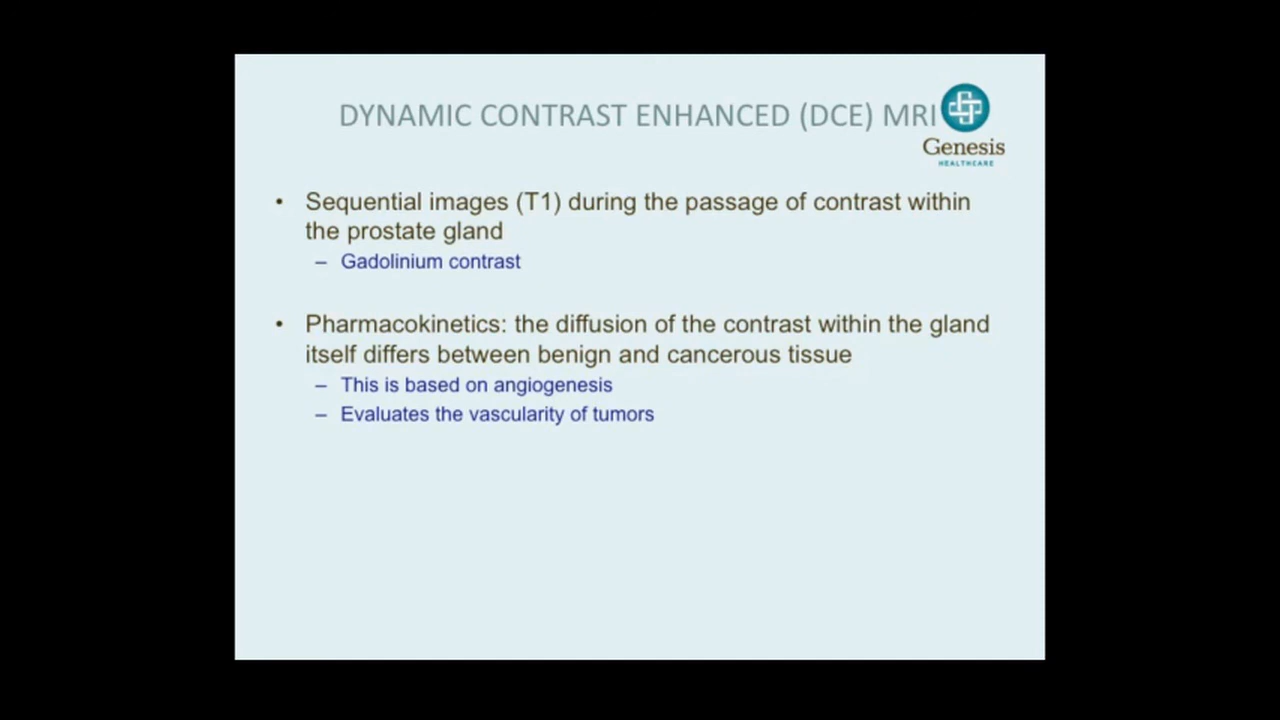 DYNAMIC CONTRAST ENHANCED (DCE) MRI
Genesis
HEALTHCARE
• Sequential images (T1) during the passage of contrast within
the prostate gland
– Gadolinium contrast
• Pharmacokinetics: the diffusion of the contrast within the gland
itself differs between benign and cancerous tissue
– This is based on angiogenesis
– Evaluates the vascularity of tumors